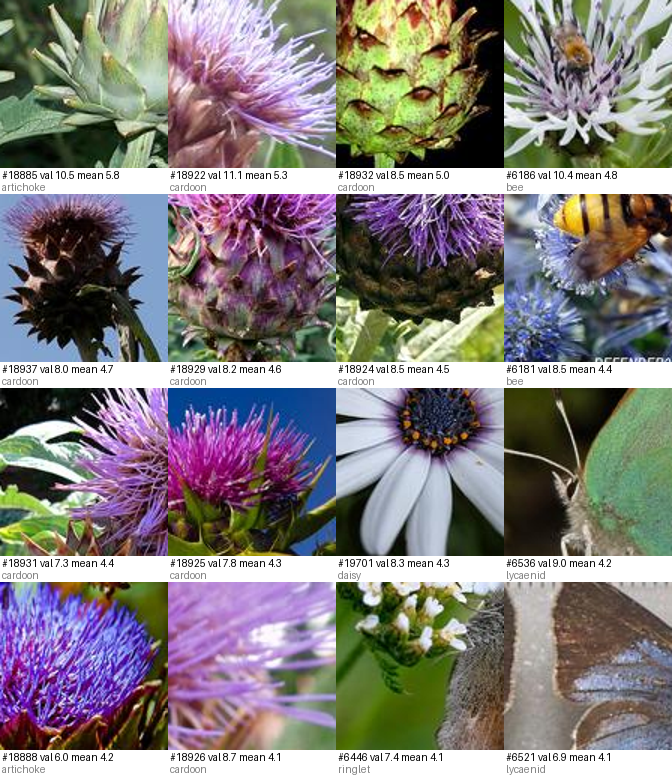 #18885 val 10.5 mean 5.8
artichoke
#18922 val 11.1 mean 5.3
cardoon
#18932 val 8.5 mean 5.0
cardoon
#6186 val 10.4 mean 4.8
bee
DEFENDER2
#18937 val 8.0 mean 4.7
cardoon
#18929 val 8.2 mean 4.6
cardoon
#18924 val 8.5 mean 4.5
cardoon
#6181 val 8.5 mean 4.4
bee
#18931 val 7.3 mean 4.4
cardoon
#18925 val 7.8 mean 4.3
cardoon
#19701 val 8.3 mean 4.3
daisy
#6536 val 9.0 mean 4.2
lycaenid
#18888 val 6.0 mean 4.2
artichoke
#18926 val 8.7 mean 4.1
cardoon
#6446 val 7.4 mean 4.1
ringlet
#6521 val 6.9 mean 4.1
lycaenid